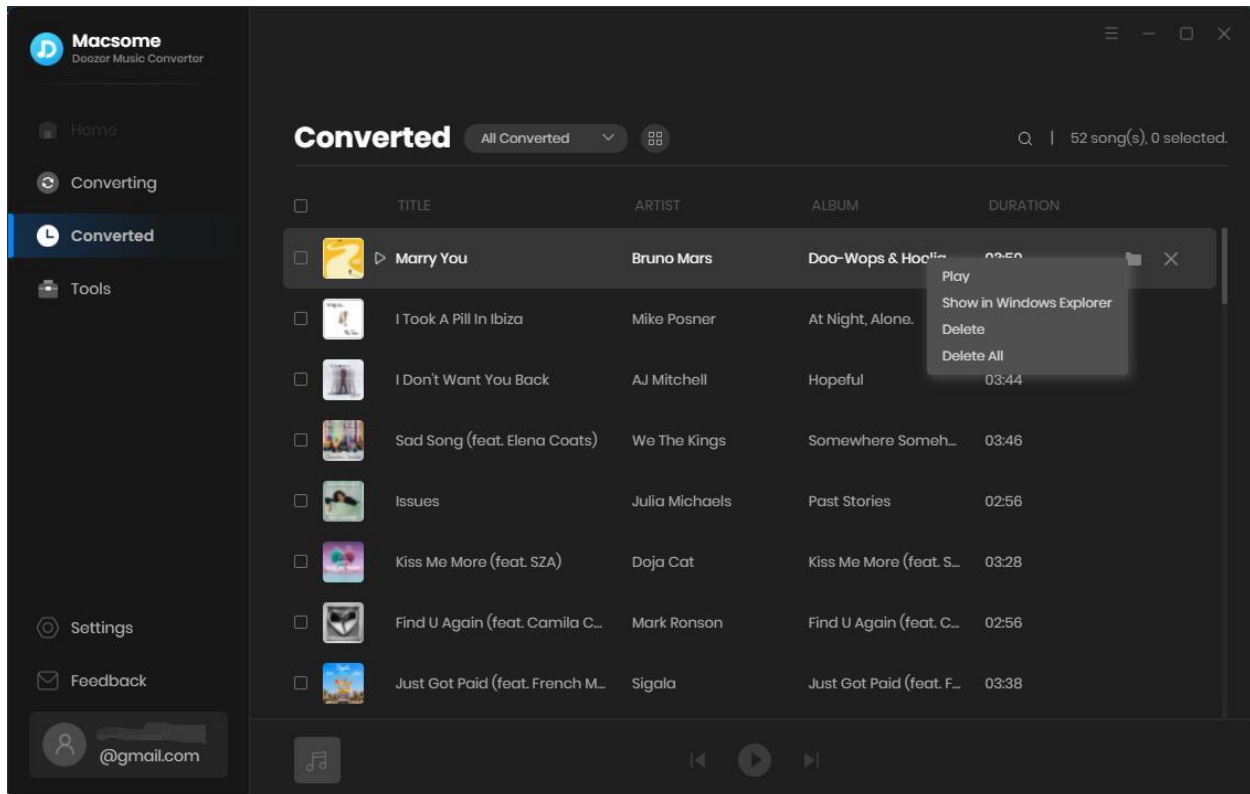 Macsome
Deezer Music Converter
Home
Converting
Converted
Tools
Settings
Feedback
@gmail.com
Converted All Converted
52 song(s), 0 selected.
TITLE ARTIST ALBUM DURATION
Marry You Bruno Mars Doo-Wops &
I Took A Pill In Ibiza Mike Posner At Night, Alone.
I Don't Want You Back AJ Mitchell Hopeful 03:44
Sad Song (feat. Elena Coats) We The Kings Somewhere Someh... 03:46
Issues Julia Michaels Past Stories 02:56
Kiss Me More (feat. SZA) Doja Cat Kiss Me More (feat. S... 03:28
Find U Again (feat. Camila C... Mark Ronson Find U Again (feat. C... 02:56
Just Got Paid (feat. French M... Sigala Just Got Paid (feat. F... 03:38
Play
Show in Windows Explorer
Delete
Delete All